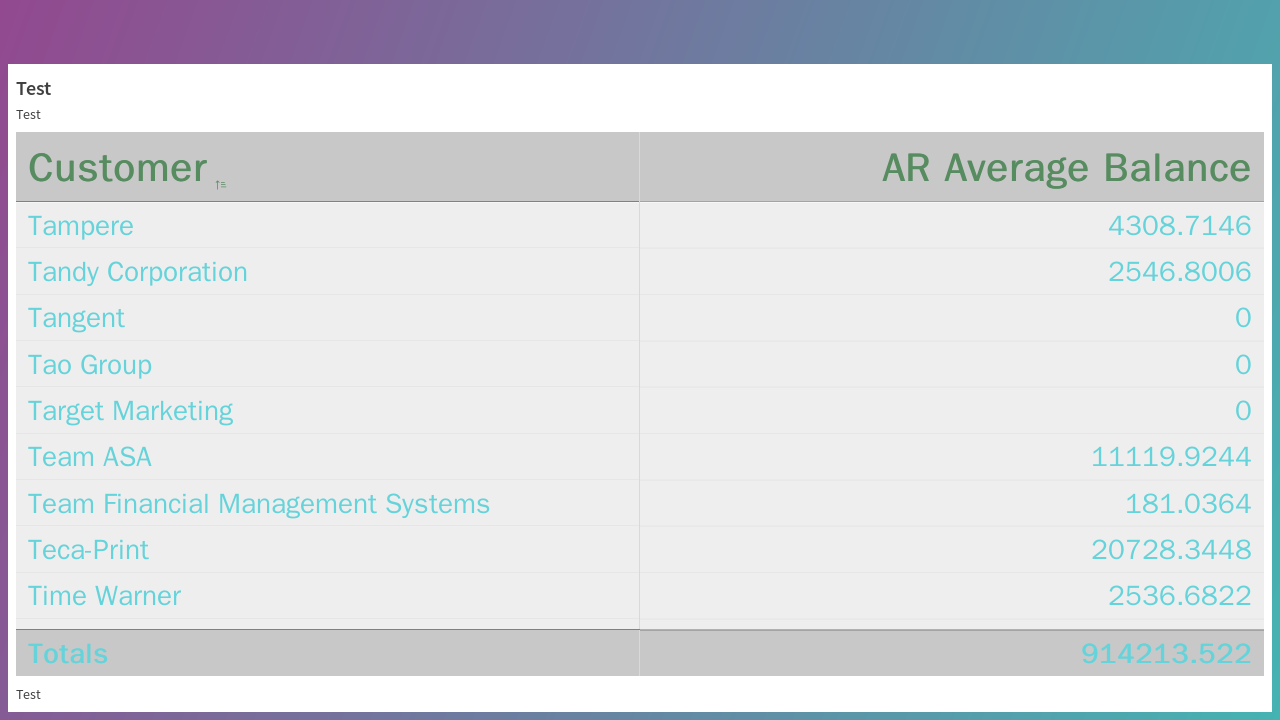 Test
Test
Customer AR Average Balance
Tampere 4308.7146
Tandy Corporation 2546.8006
Tangent 0
Tao Group 0
Target Marketing 0
Team ASA 11119.9244
Team Financial Management Systems 181.0364
Teca-Print 20728.3448
Time Warner 2536.6822
Totals 914213.522
Test